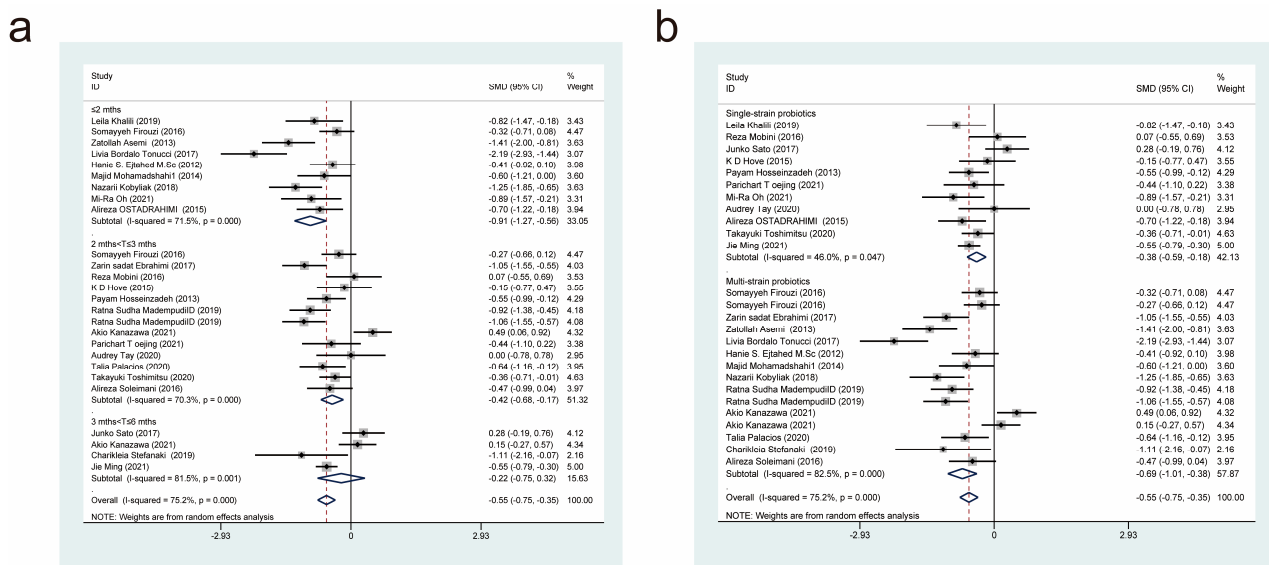 a
Study
ID SMD (95% CI) %
Weight
≤2 mths
Leila Khalili (2019) -0.82 (-1.47, -0.18) 3.43
Somayyeh Firouzi (2016) -0.32 (-0.71, 0.08) 4.47
Zatollah Asemi (2013) -1.41 (-2.00, -0.81) 3.63
Livia Bordalo Tonucci (2017) -2.19 (-2.93, -1.44) 3.07
Hanie S. Ejtahed M.Sc (2012) -0.41 (-0.92, 0.10) 3.98
Majid Mohamadshahi1 (2014) -0.60 (-1.21, 0.00) 3.60
Nazarii Kobyliak (2018) -1.25 (-1.85, -0.65) 3.63
Mi-Ra Oh (2021) -0.89 (-1.57, -0.21) 3.31
Alireza OSTADRAHIMI (2015) -0.70 (-1.22, -0.18) 3.94
Subtotal (I-squared = 71.5%, p = 0.000) -0.91 (-1.27, -0.56) 33.05
.
2 mths<T≤3 mths
Somayyeh Firouzi (2016) -0.27 (-0.66, 0.12) 4.47
Zarin sadat Ebrahimi (2017) -1.05 (-1.55, -0.55) 4.03
Reza Mobini (2016) 0.07 (-0.55, 0.69) 3.53
K D Hove (2015) -0.15 (-0.77, 0.47) 3.55
Payam Hosseinzadeh (2013) -0.55 (-0.99, -0.12) 4.29
Ratna Sudha MadempudiID (2019) -0.92 (-1.38, -0.45) 4.18
Ratna Sudha MadempudiID (2019) -1.06 (-1.55, -0.57) 4.08
Akio Kanazawa (2021) 0.49 (0.06, 0.92) 4.32
Parichart T oejing (2021) -0.44 (-1.10, 0.22) 3.38
Audrey Tay (2020) 0.00 (-0.78, 0.78) 2.95
Talia Palacios (2020) -0.64 (-1.16, -0.12) 3.95
Takayuki Toshimitsu (2020) -0.36 (-0.71, -0.01) 4.63
Alireza Soleimani (2016) -0.47 (-0.99, 0.04) 3.97
Subtotal (I-squared = 70.3%, p = 0.000) -0.42 (-0.68, -0.17) 51.32
.
3 mths<T≤6 mths
Junko Sato (2017) 0.28 (-0.19, 0.76) 4.12
Akio Kanazawa (2021) 0.15 (-0.27, 0.57) 4.34
Charikleia Stefanaki (2019) -1.11 (-2.16, -0.07) 2.16
Jie Ming (2021) -0.55 (-0.79, -0.30) 5.00
Subtotal (I-squared = 81.5%, p = 0.001) -0.22 (-0.75, 0.32) 15.63
.
Overall (I-squared = 75.2%, p = 0.000) -0.55 (-0.75, -0.35) 100.00
NOTE: Weights are from random effects analysis
-2.93 0 2.93
b
Study
ID SMD (95% CI) %
Weight
Single-strain probiotics
Leila Khalili (2019) -0.82 (-1.47, -0.18) 3.43
Reza Mobini (2016) 0.07 (-0.55, 0.69) 3.53
Junko Sato (2017) 0.28 (-0.19, 0.76) 4.12
K D Hove (2015) -0.15 (-0.77, 0.47) 3.55
Payam Hosseinzadeh (2013) -0.55 (-0.99, -0.12) 4.29
Parichart T oejing (2021) -0.44 (-1.10, 0.22) 3.38
Mi-Ra Oh (2021) -0.89 (-1.57, -0.21) 3.31
Audrey Tay (2020) 0.00 (-0.78, 0.78) 2.95
Alireza OSTADRAHIMI (2015) -0.70 (-1.22, -0.18) 3.94
Takayuki Toshimitsu (2020) -0.36 (-0.71, -0.01) 4.63
Jie Ming (2021) -0.55 (-0.79, -0.30) 5.00
Subtotal (I-squared = 46.0%, p = 0.047) -0.38 (-0.59, -0.18) 42.13
.
Multi-strain probiotics
Somayyeh Firouzi (2016) -0.32 (-0.71, 0.08) 4.47
Somayyeh Firouzi (2016) -0.27 (-0.66, 0.12) 4.47
Zarin sadat Ebrahimi (2017) -1.05 (-1.55, -0.55) 4.03
Zatollah Asemi (2013) -1.41 (-2.00, -0.81) 3.63
Livia Bordalo Tonucci (2017) -2.19 (-2.93, -1.44) 3.07
Hanie S. Ejtahed M.Sc (2012) -0.41 (-0.92, 0.10) 3.98
Majid Mohamadshahi1 (2014) -0.60 (-1.21, 0.00) 3.60
Nazarii Kobyliak (2018) -1.25 (-1.85, -0.65) 3.63
Ratna Sudha MadempudiID (2019) -0.92 (-1.38, -0.45) 4.18
Ratna Sudha MadempudiID (2019) -1.06 (-1.55, -0.57) 4.08
Akio Kanazawa (2021) 0.49 (0.06, 0.92) 4.32
Akio Kanazawa (2021) 0.15 (-0.27, 0.57) 4.34
Talia Palacios (2020) -0.64 (-1.16, -0.12) 3.95
Charikleia Stefanaki (2019) -1.11 (-2.16, -0.07) 2.16
Alireza Soleimani (2016) -0.47 (-0.99, 0.04) 3.97
Subtotal (I-squared = 82.5%, p = 0.000) -0.69 (-1.01, -0.38) 57.87
.
Overall (I-squared = 75.2%, p = 0.000) -0.55 (-0.75, -0.35) 100.00
NOTE: Weights are from random effects analysis
-2.93 0 2.93